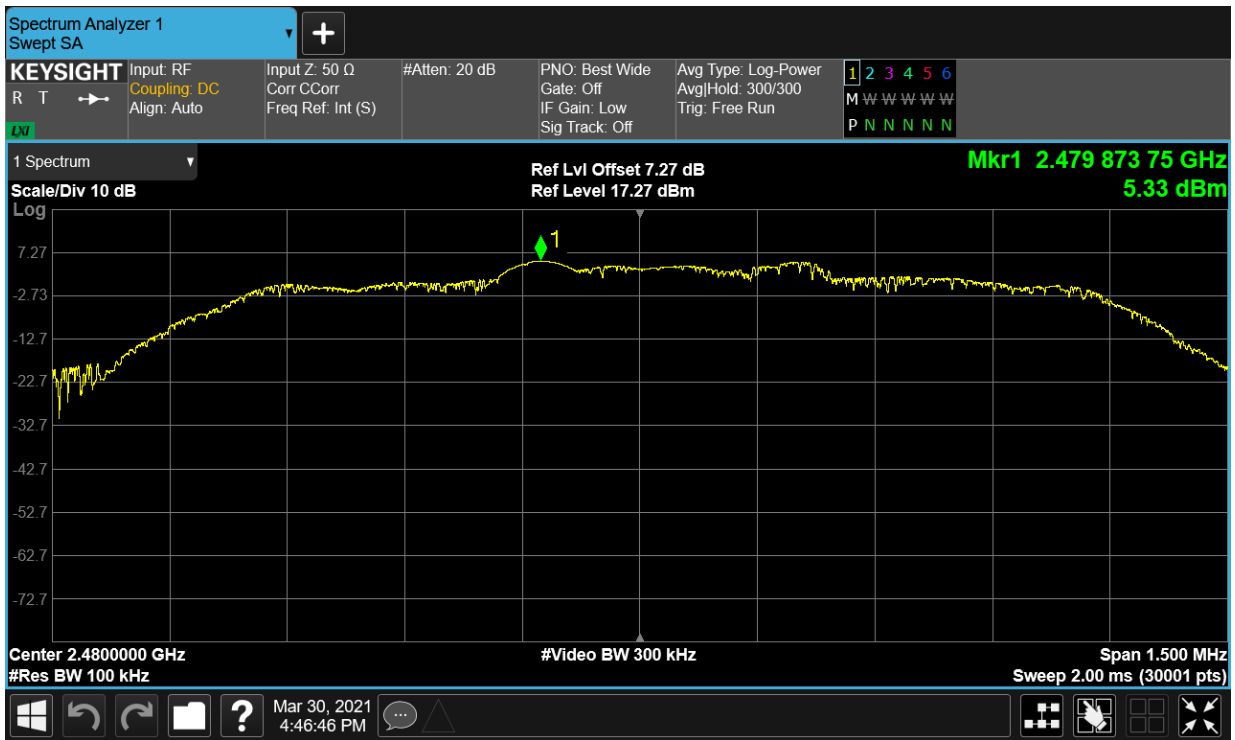 Spectrum Analyzer 1
Swept SA
KEYSIGHT
R T
LXI
Input: RF
Coupling: DC
Align: Auto
Input Z: 50 Ω
Corr CCorr
Freq Ref: Int (S)
#Atten: 20 dB
PNO: Best Wide
Gate: Off
IF Gain: Low
Sig Track: Off
Avg Type: Log-Power
Avg|Hold: 300/300
Trig: Free Run
1 2 3 4 5 6
M W W W W W
P N N N N N
1 Spectrum
Scale/Div 10 dB
Log
Ref Lvl Offset 7.27 dB
Ref Level 17.27 dBm
Mkr1 2.479 873 75 GHz
5.33 dBm
1
7.27
-2.73
-12.7
-22.7
-32.7
-42.7
-52.7
-62.7
-72.7
Center 2.4800000 GHz
#Res BW 100 kHz
#Video BW 300 kHz
Span 1.500 MHz
Sweep 2.00 ms (30001 pts)
?
Mar 30, 2021
4:46:46 PM